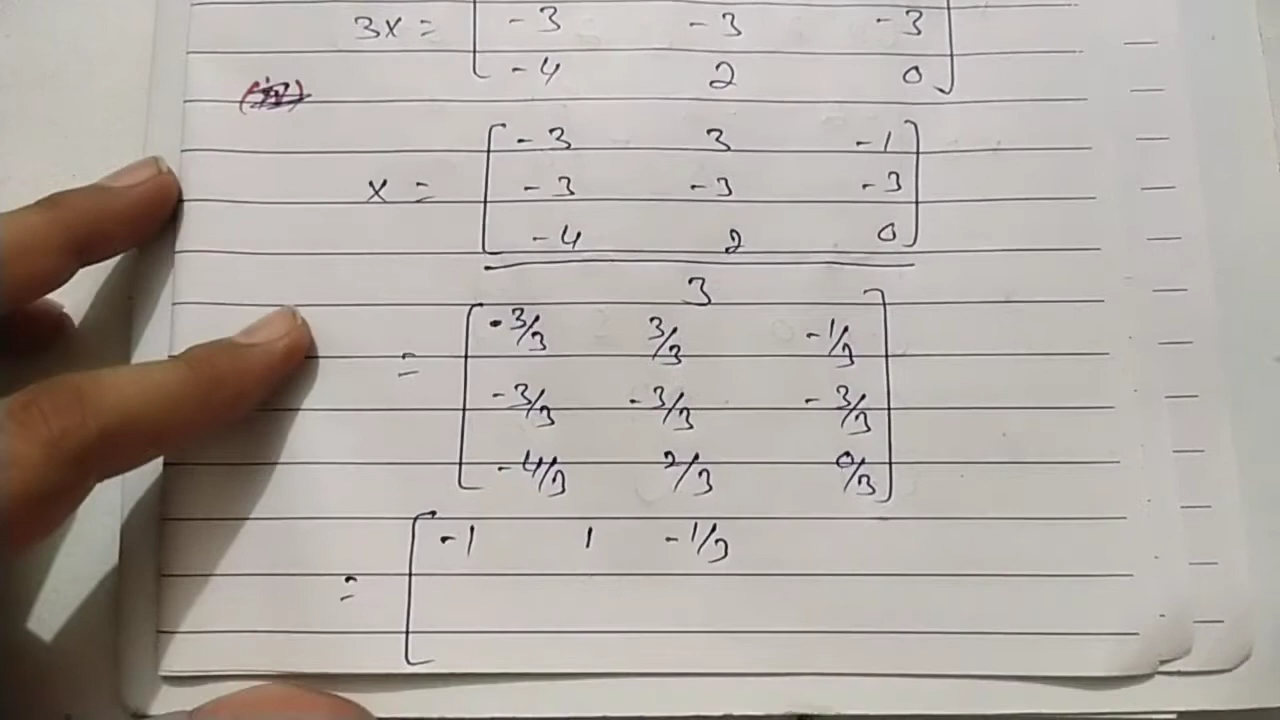 3x = -3 -3 -3
-4 2 0
(iv)
-3 3 -1
x = -3 -3 -3
-4 2 0
3
-3/3 3/3 -1/3
= -3/3 -3/3 -3/3
-4/3 2/3 0/3
-1 1 -1/3
=